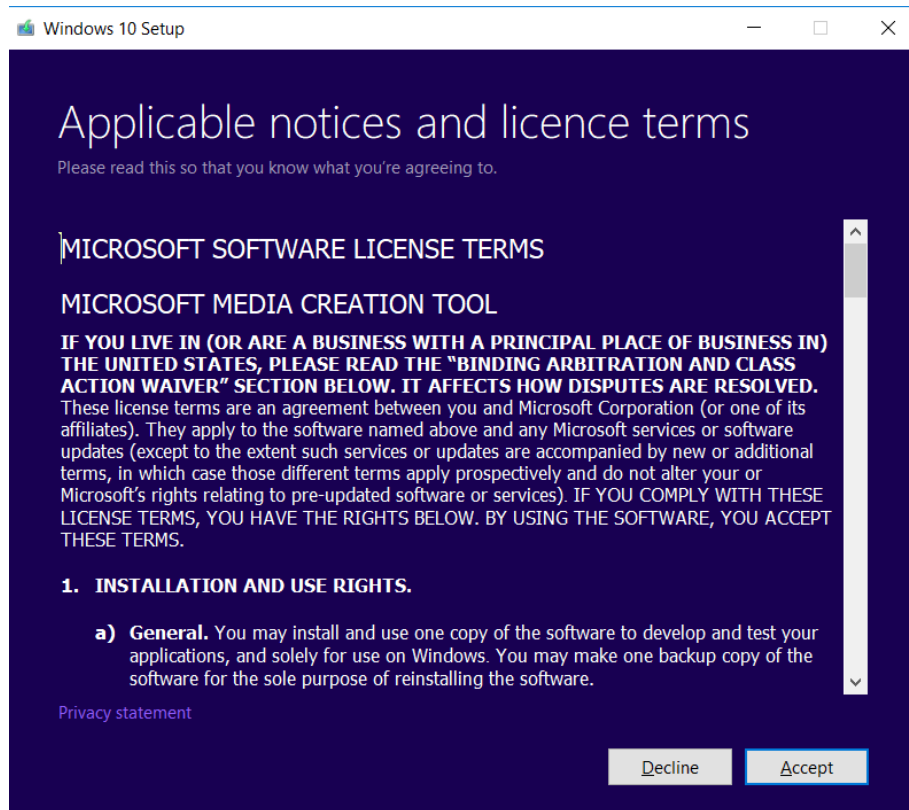 Windows 10 Setup
Applicable notices and licence terms
Please read this so that you know what you're agreeing to.
MICROSOFT SOFTWARE LICENSE TERMS
MICROSOFT MEDIA CREATION TOOL
IF YOU LIVE IN (OR ARE A BUSINESS WITH A PRINCIPAL PLACE OF BUSINESS IN)
THE UNITED STATES, PLEASE READ THE “BINDING ARBITRATION AND CLASS
ACTION WAIVER” SECTION BELOW. IT AFFECTS HOW DISPUTES ARE RESOLVED.
These license terms are an agreement between you and Microsoft Corporation (or one of its
affiliates). They apply to the software named above and any Microsoft services or software
updates (except to the extent such services or updates are accompanied by new or additional
terms, in which case those different terms apply prospectively and do not alter your or
Microsoft’s rights relating to pre-updated software or services). IF YOU COMPLY WITH THESE
LICENSE TERMS, YOU HAVE THE RIGHTS BELOW. BY USING THE SOFTWARE, YOU ACCEPT
THESE TERMS.
1. INSTALLATION AND USE RIGHTS.
a) General. You may install and use one copy of the software to develop and test your
applications, and solely for use on Windows. You may make one backup copy of the
software for the sole purpose of reinstalling the software.
Privacy statement
Decline Accept